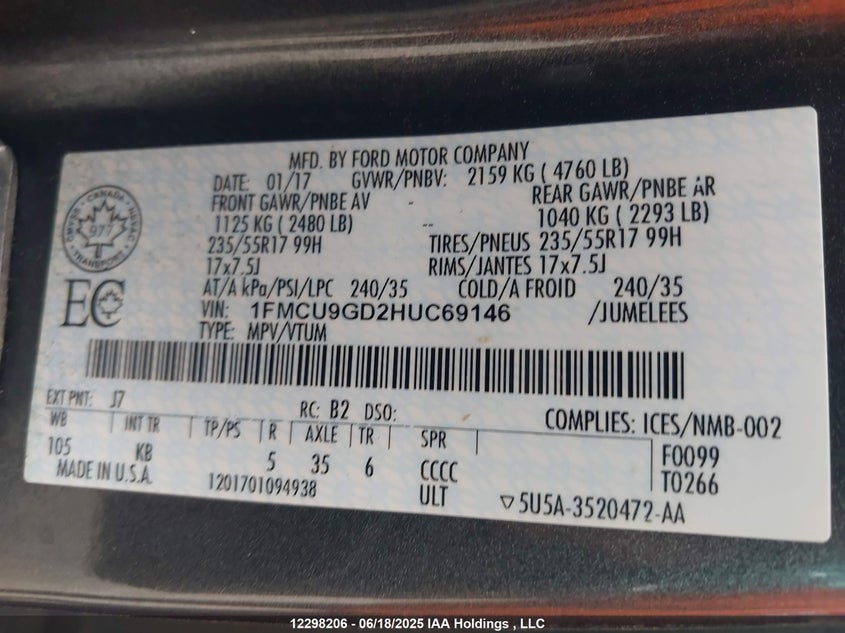 MFD. BY FORD MOTOR COMPANY
DATE: 01/17 GVWR/PNBV: 2159 KG ( 4760 LB)
FRONT GAWR/PNBE AV - REAR GAWR/PNBE AR
1125 KG ( 2480 LB) -- 1040 KG ( 2293 LB)
235/55R17 99H TIRES/PNEUS 235/55R17 99H
17x7.5J RIMS/JANTES 17x7.5J
AT/A kPa/PSI/LPC 240/35 COLD/A FROID 240/35
VIN: 1FMCU9GD2HUC69146 /JUMELEES
TYPE: MPV/VTUM
CANADA
977
TRANSPORT
EC
EXT PNT: J7 RC: B2 DSO:
COMPLIES: ICES/NMB-002
WB INT TR TP/PS R AXLE TR SPR
105 KB 5 35 6 CCCC F0099
MADE IN U.S.A. 1201701094938 ULT T0266
▽5U5A-3520472-AA
12298206 - 06/18/2025 IAA Holdings , LLC